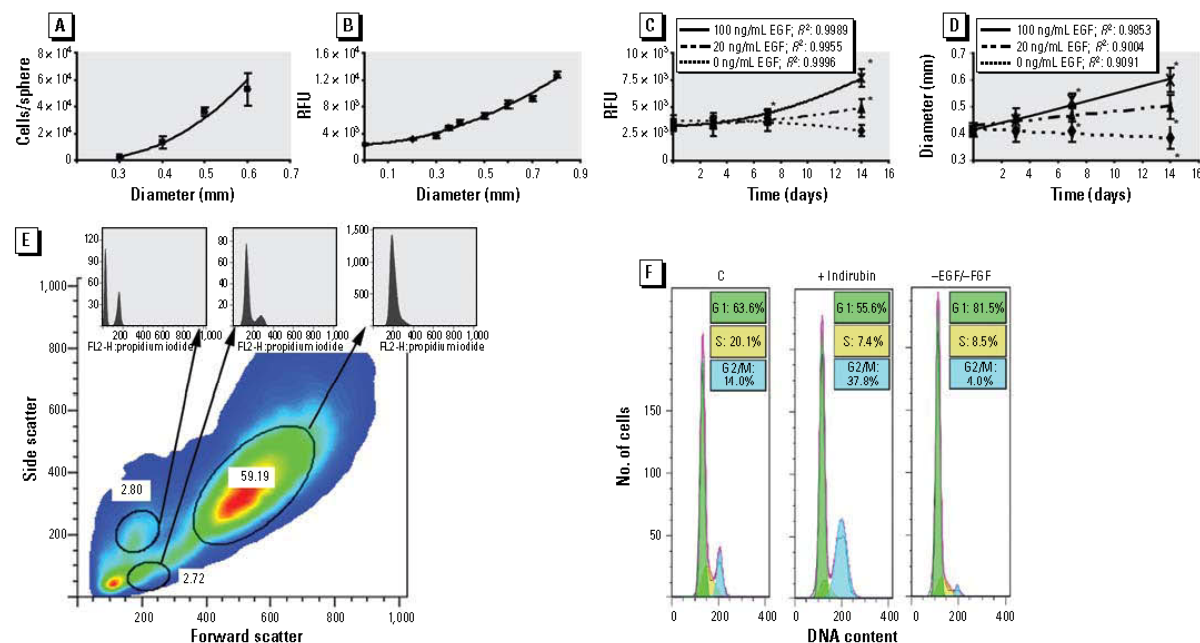 A
Cells/sphere
8 × 10⁴
6 × 10⁴
4 × 10⁴
2 × 10⁴
0
0.3 0.4 0.5 0.6 0.7
Diameter (mm)
B
RFU
1.6 × 10⁴
1.2 × 10⁴
8 × 10³
4 × 10³
0
0.1 0.3 0.5 0.7 0.9
Diameter (mm)
C
100 ng/mL EGF; R²: 0.9989
20 ng/mL EGF; R²: 0.9955
0 ng/mL EGF; R²: 0.9996
RFU
10 × 10³
7.5 × 10³
5 × 10³
2.5 × 10³
0
* * *
2 4 6 8 10 12 14 16
Time (days)
D
100 ng/mL EGF; R²: 0.9853
20 ng/mL EGF; R²: 0.9004
0 ng/mL EGF; R²: 0.9091
Diameter (mm)
0.7
0.6
0.5
0.4
0.3
* * * *
0 2 4 6 8 10 12 14 16
Time (days)
E
120
90
60
30
200 400 600 800 1,000
FL2-H: propidium iodide
80
60
40
20
200 400 600 800 1,000
FL2-H: propidium iodide
1,500
1,000
500
200 400 600 800 1,000
FL2-H: propidium iodide
Side scatter
1,000
800
600
400
200
0
2.80
59.19
2.72
0 200 400 600 800 1,000
Forward scatter
F
C
G1: 63.6%
S: 20.1%
G2/M:
14.0%
+ Indirubin
G1: 55.6%
S: 7.4%
G2/M:
37.8%
–EGF/–FGF
G1: 81.5%
S: 8.5%
G2/M:
4.0%
No. of cells
200
150
100
50
0 200 400
0 200 400
0 200 400
DNA content